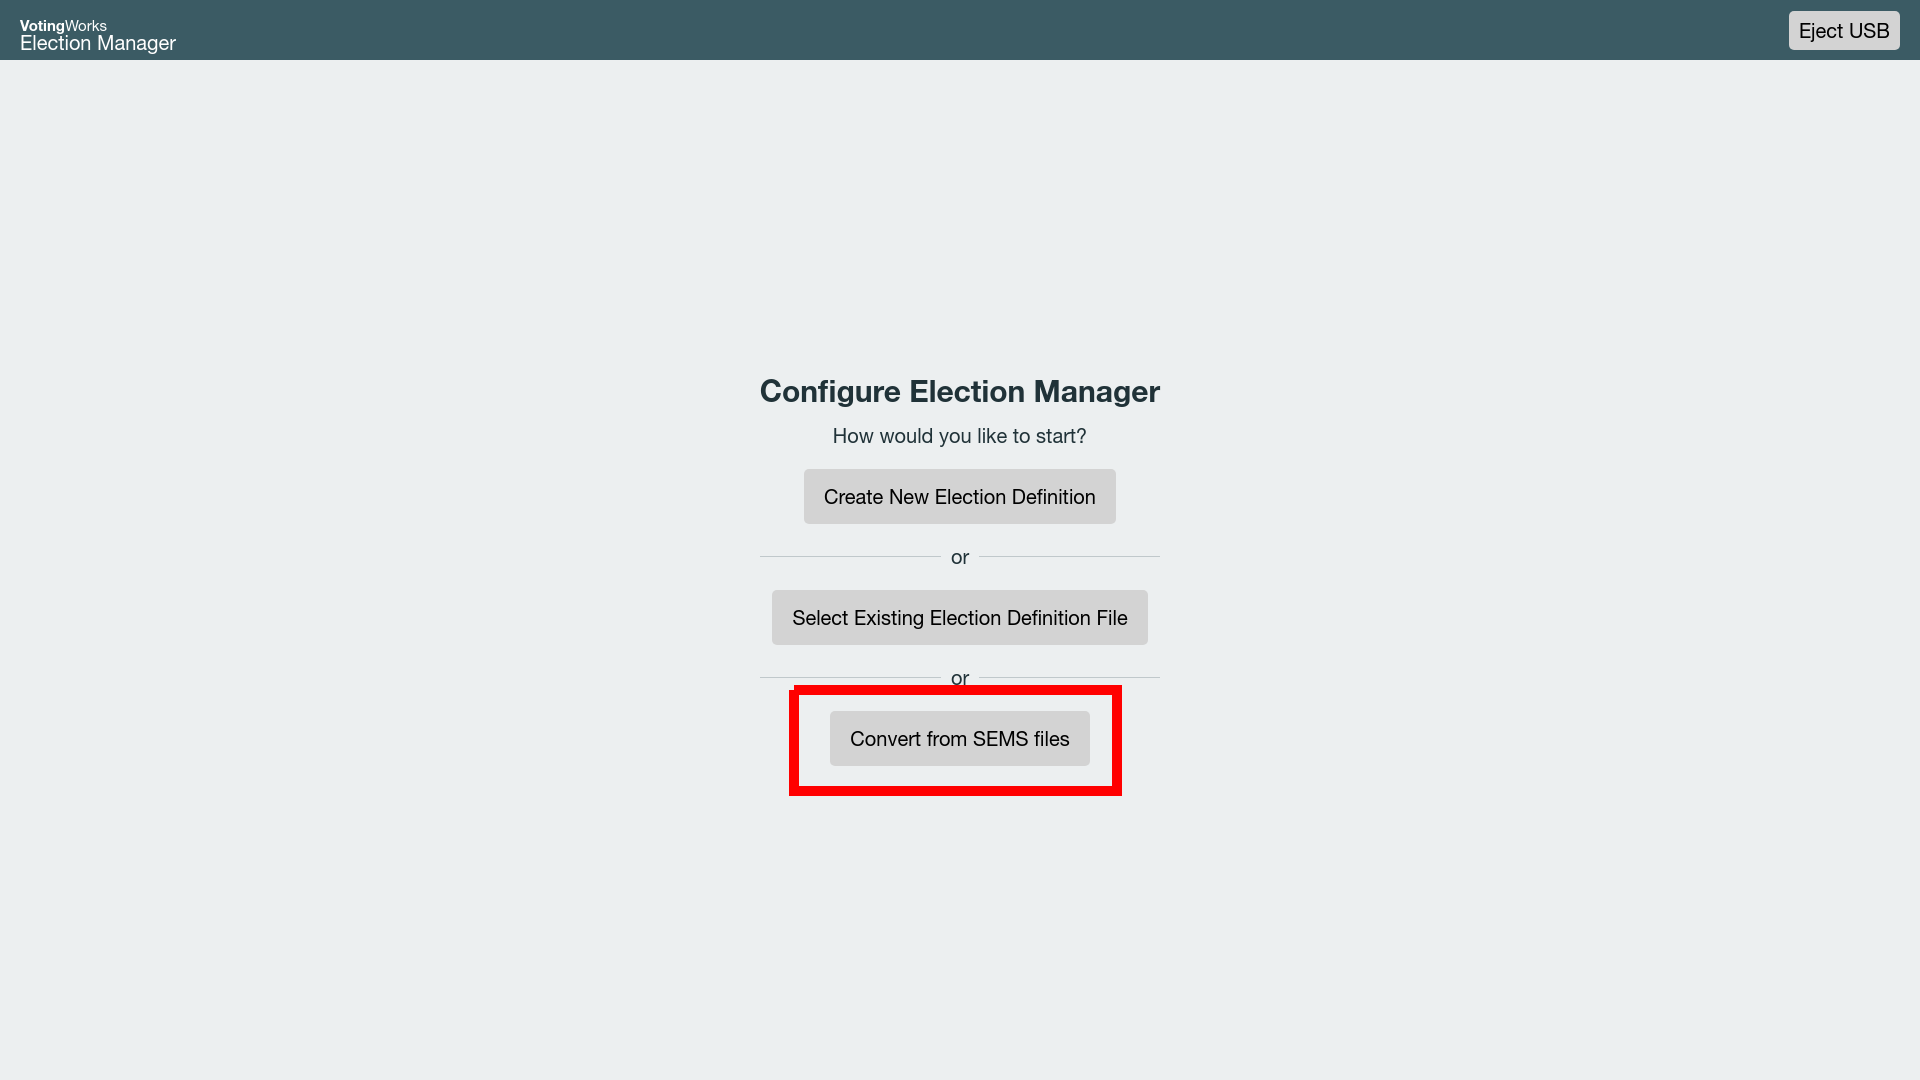 VotingWorks
Election Manager
Eject USB
Configure Election Manager
How would you like to start?
Create New Election Definition
or
Select Existing Election Definition File
or
Convert from SEMS files